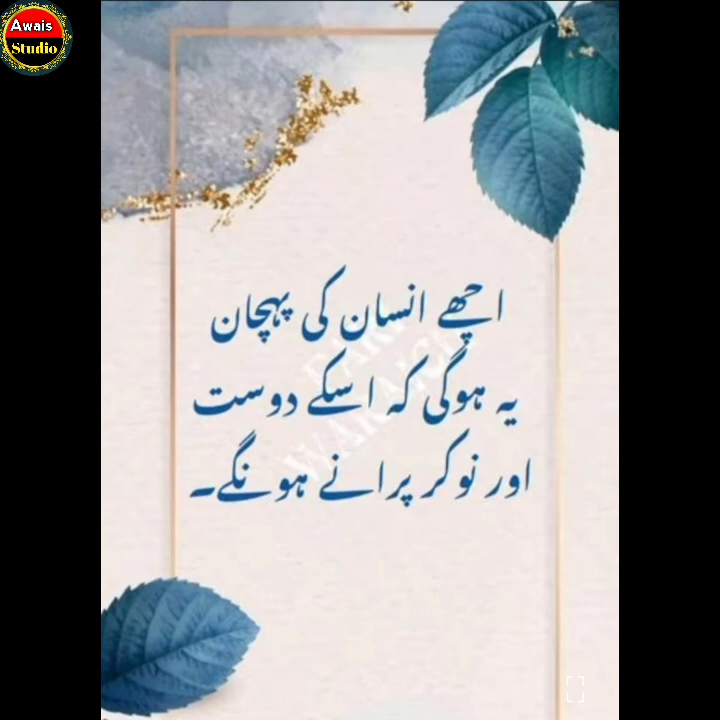 Awais
Studio
اچھے انسان کی پہچان
یہ ہوگی کہ اسکے دوست
اور نوکر پرانے ہونگے۔